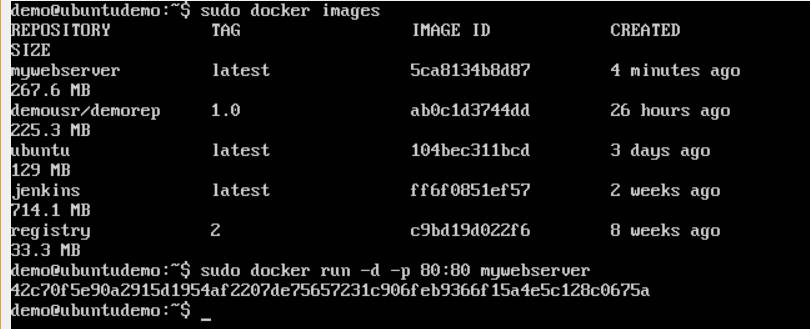 demo@ubuntudemo:~$ sudo docker images
REPOSITORY TAG IMAGE ID CREATED
SIZE
mywebserver latest 5ca8134b8d87 4 minutes ago
267.6 MB
demousr/demorep 1.0 ab0c1d3744dd 26 hours ago
225.3 MB
ubuntu latest 104bec311bcd 3 days ago
129 MB
jenkins latest ff6f0851ef57 2 weeks ago
714.1 MB
registry 2 c9bd19d022f6 8 weeks ago
33.3 MB
demo@ubuntudemo:~$ sudo docker run -d -p 80:80 mywebserver
42c70f5e90a2915d1954af2207de75657231c906feb9366f15a4e5c128c0675a
demo@ubuntudemo:~$ _